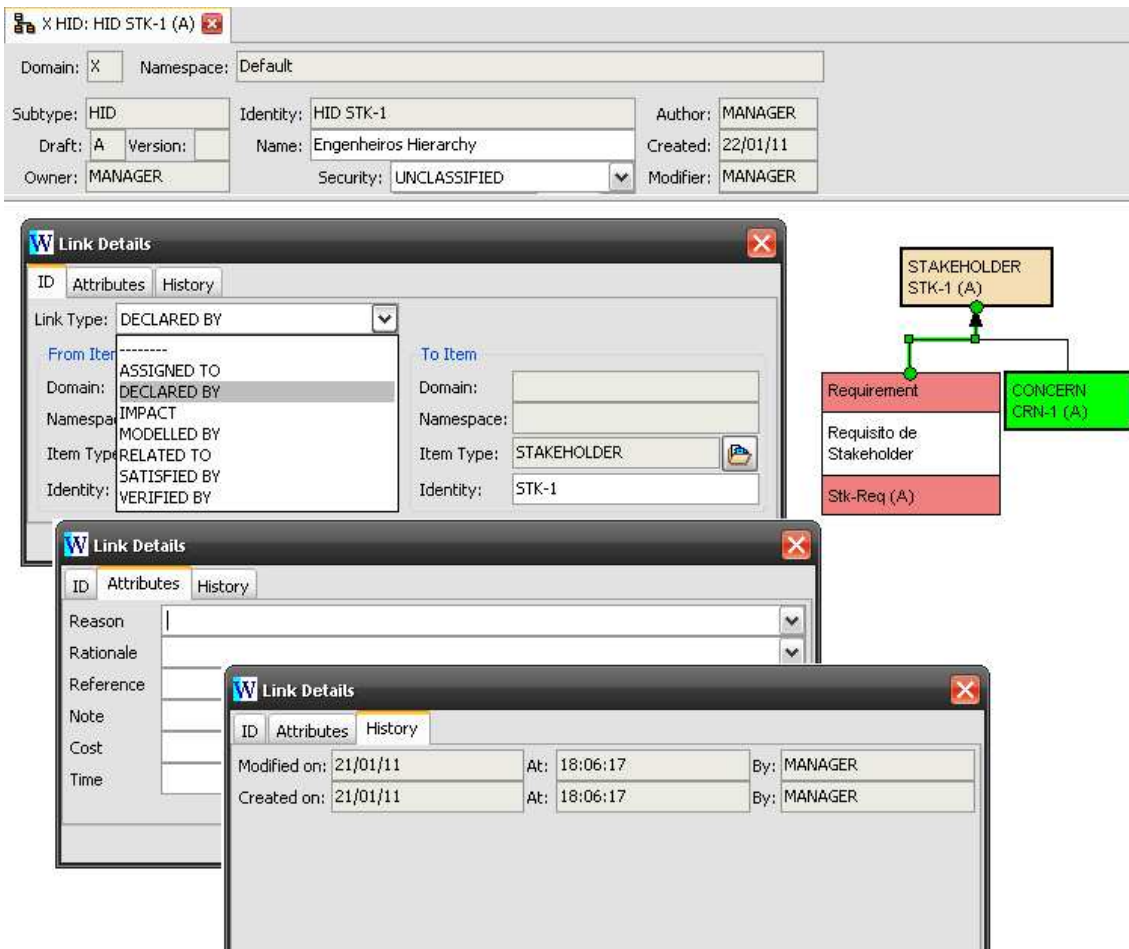 X HID: HID STK-1 (A)
Domain: X Namespace: Default
Subtype: HID Identity: HID STK-1 Author: MANAGER
Draft: A Version: Name: Engenheiros Hierarchy Created: 22/01/11
Owner: MANAGER Security: UNCLASSIFIED Modifier: MANAGER
W Link Details
ID Attributes History
Link Type: DECLARED BY
--------
ASSIGNED TO
DECLARED BY
IMPACT
MODELLED BY
RELATED TO
SATISFIED BY
VERIFIED BY
From Iter
Domain:
Namespa
Item Type
Identity:
To Item
Domain:
Namespace:
Item Type: STAKEHOLDER
Identity: STK-1
STAKEHOLDER
STK-1 (A)
Requirement
Requisito de
Stakeholder
Stk-Req (A)
CONCERN
CRN-1 (A)
W Link Details
ID Attributes History
Reason
Rationale
Reference
Note
Cost
Time
W Link Details
ID Attributes History
Modified on: 21/01/11 At: 18:06:17 By: MANAGER
Created on: 21/01/11 At: 18:06:17 By: MANAGER